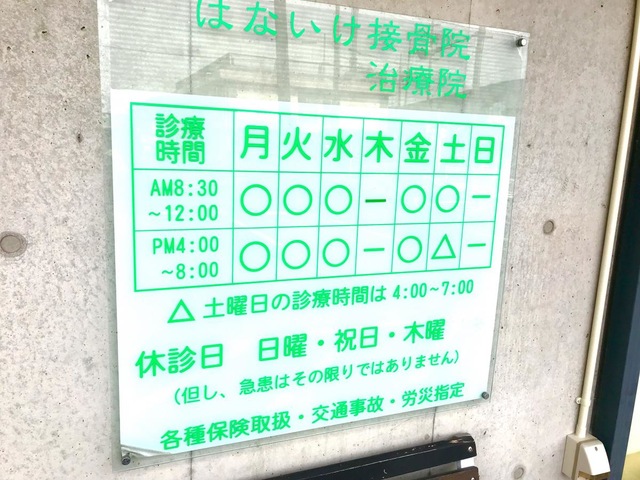 はないけ接骨院
治療院
診療時間 月 火 水 木 金 土 日
AM8:30 ~12:00 ○ ○ ○ － ○ ○ －
PM4:00 ~8:00 ○ ○ ○ － ○ △ －
△ 土曜日の診療時間は 4:00~7:00
休診日 日曜・祝日・木曜
(但し、急患はその限りではありません)
各種保険取扱・交通事故・労災指定